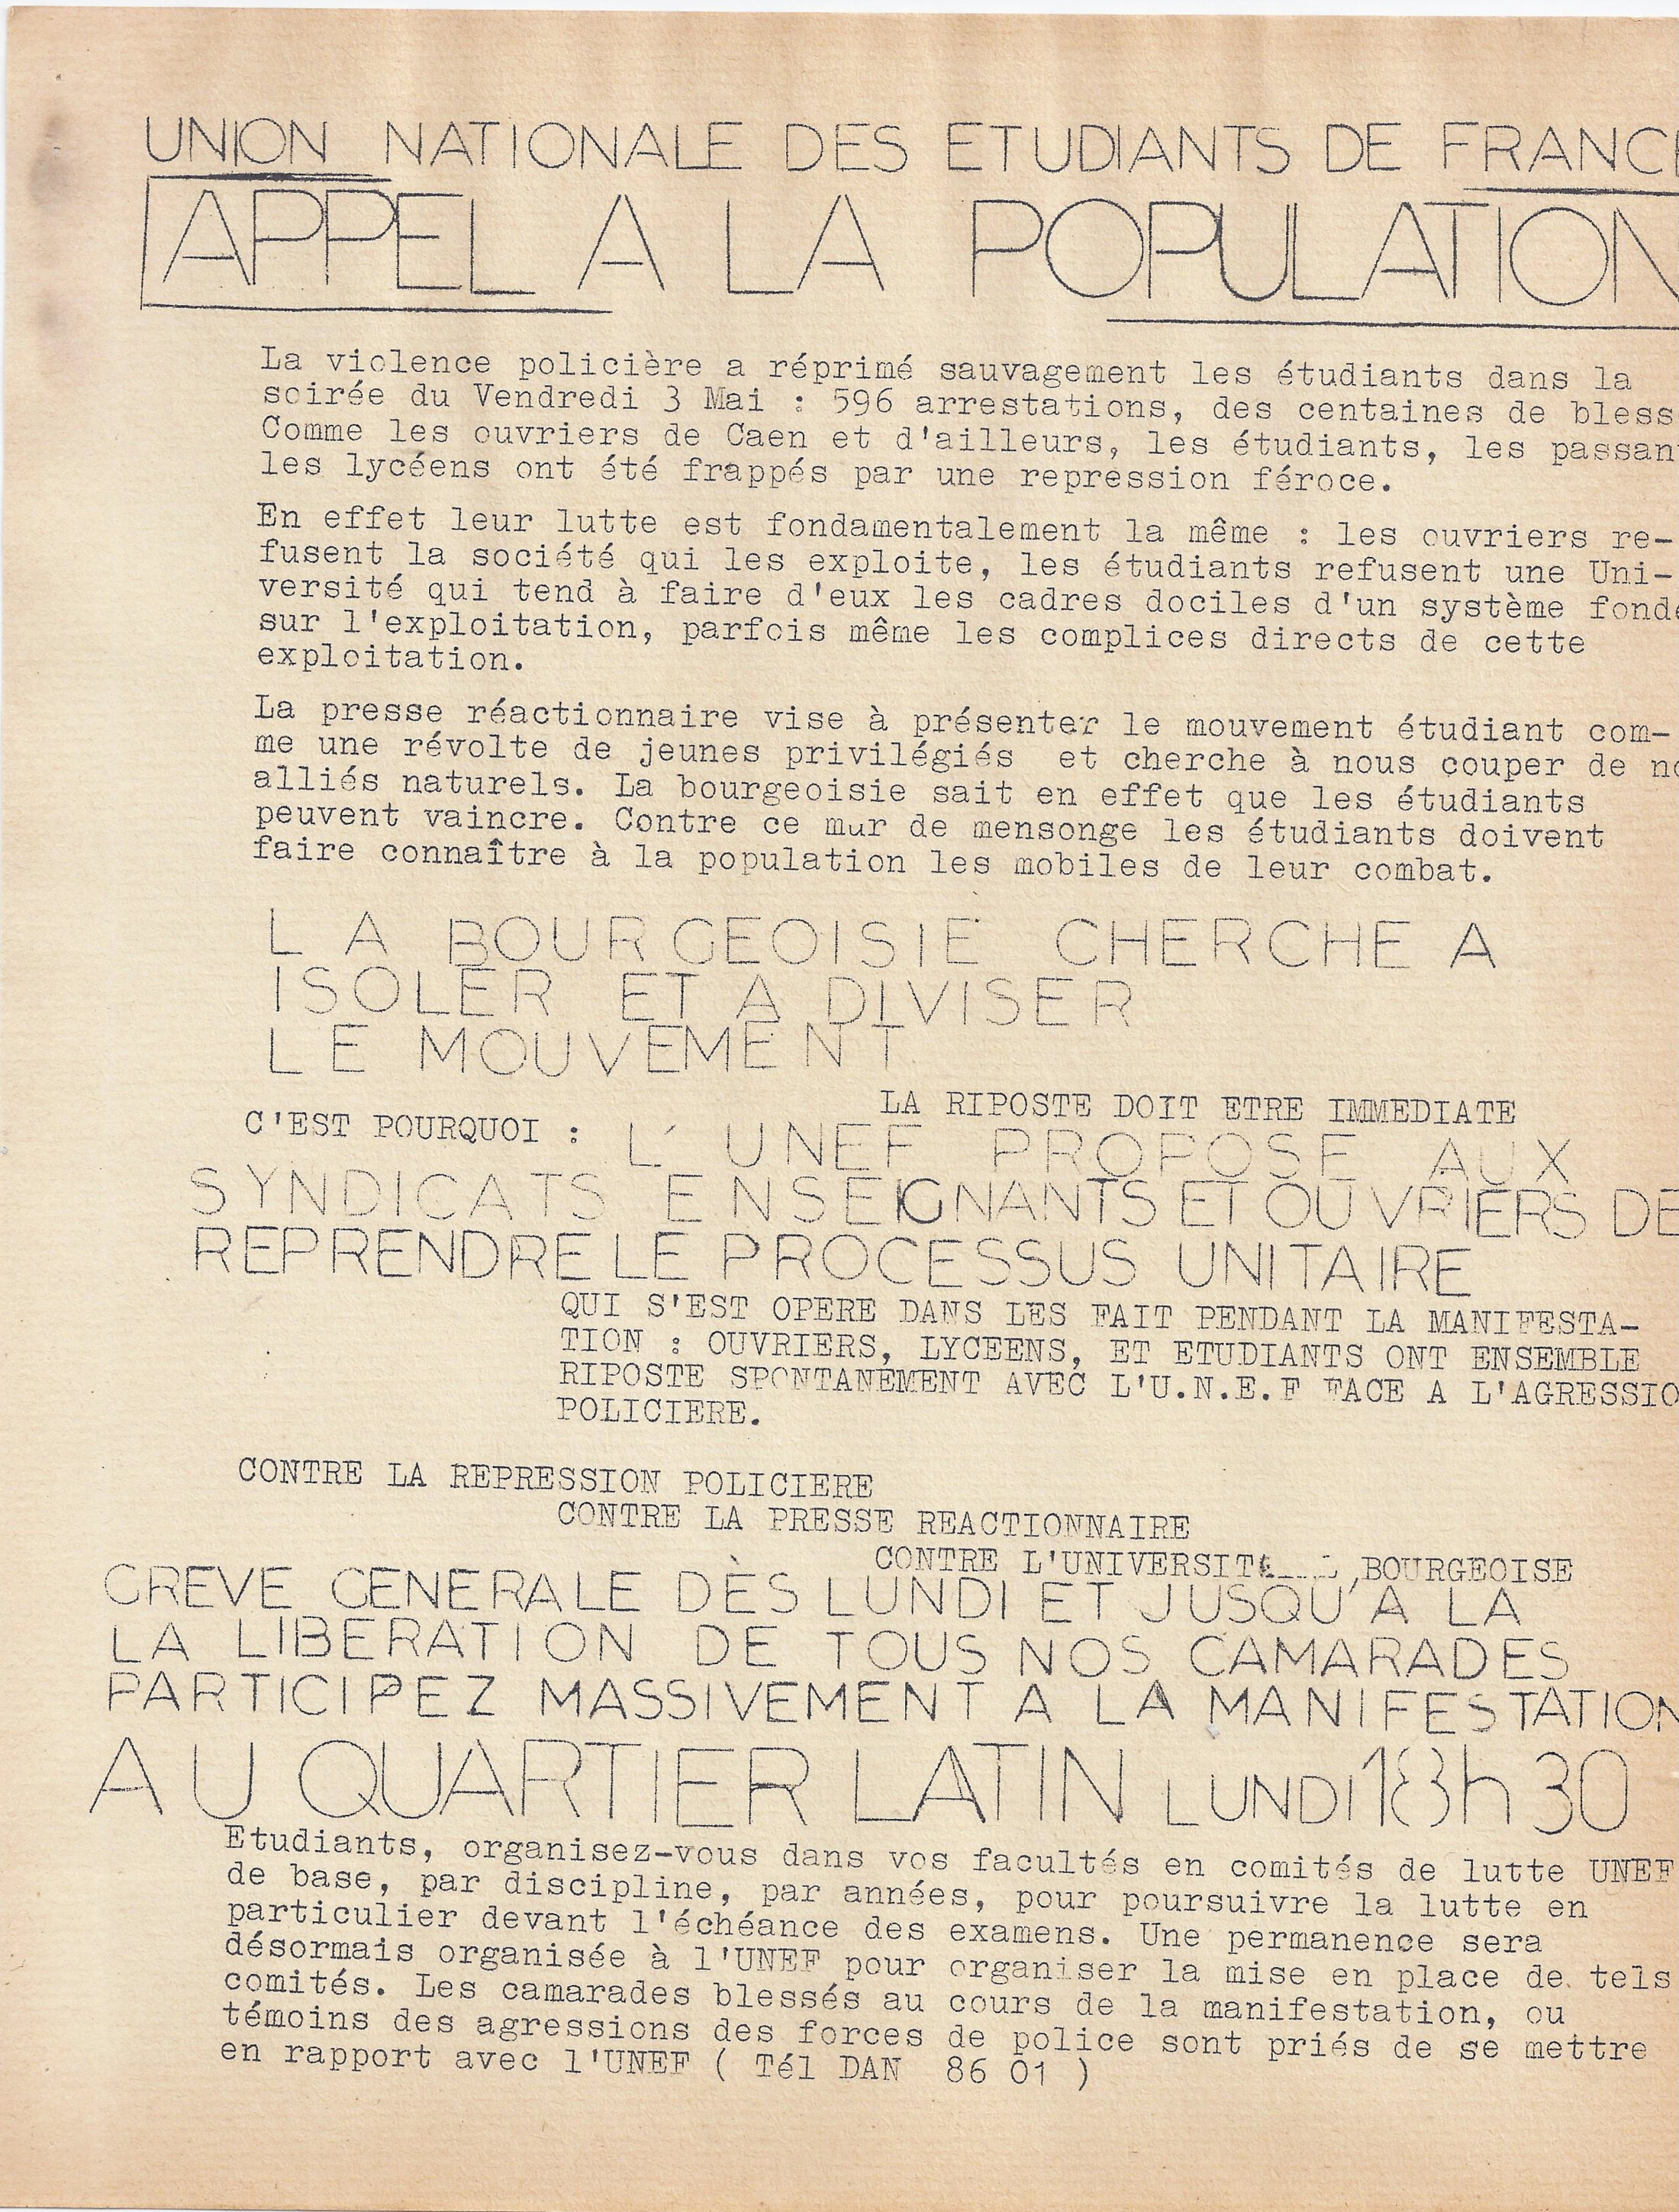 UNION NATIONALE DES ETUDIANTS DE FRANCE
APPEL A LA POPULATION
La violence policière a réprimé sauvagement les étudiants dans la
soirée du Vendredi 3 Mai : 596 arrestations, des centaines de bless
Comme les ouvriers de Caen et d'ailleurs, les étudiants, les passan
les lycéens ont été frappés par une repression féroce.
En effet leur lutte est fondamentalement la même : les ouvriers re-
fusent la société qui les exploite, les étudiants refusent une Uni-
versité qui tend à faire d'eux les cadres dociles d'un système fondé
sur l'exploitation, parfois même les complices directs de cette
exploitation.
La presse réactionnaire vise à présenter le mouvement étudiant com-
me une révolte de jeunes privilégiés et cherche à nous couper de no
alliés naturels. La bourgeoisie sait en effet que les étudiants
peuvent vaincre. Contre ce mur de mensonge les étudiants doivent
faire connaître à la population les mobiles de leur combat.
LA BOURGEOISIE CHERCHE A
ISOLER ET A DIVISER
LE MOUVEMENT
LA RIPOSTE DOIT ETRE IMMEDIATE
C'EST POURQUOI : L'UNEF PROPOSE AUX
SYNDICATS ENSEIGNANTS ET OUVRIERS DE
REPRENDRE LE PROCESSUS UNITAIRE
QUI S'EST OPERE DANS LES FAIT PENDANT LA MANIFESTA-
TION : OUVRIERS, LYCEENS, ET ETUDIANTS ONT ENSEMBLE
RIPOSTE SPONTANEMENT AVEC L'U.N.E.F FACE A L'AGRESSIO
POLICIERE.
CONTRE LA REPRESSION POLICIERE
CONTRE LA PRESSE REACTIONNAIRE
CONTRE L'UNIVERSITE BOURGEOISE
GREVE GENERALE DÈS LUNDI ET JUSQU'A LA
LA LIBERATION DE TOUS NOS CAMARADES
PARTICIPEZ MASSIVEMENT A LA MANIFESTATION
AU QUARTIER LATIN LUNDI 18h30
Etudiants, organisez-vous dans vos facultés en comités de lutte UNEF
de base, par discipline, par années, pour poursuivre la lutte en
particulier devant l'échéance des examens. Une permanence sera
désormais organisée à l'UNEF pour organiser la mise en place de tels
comités. Les camarades blessés au cours de la manifestation, ou
témoins des agressions des forces de police sont priés de se mettre
en rapport avec l'UNEF ( Tél DAN 86 01 )